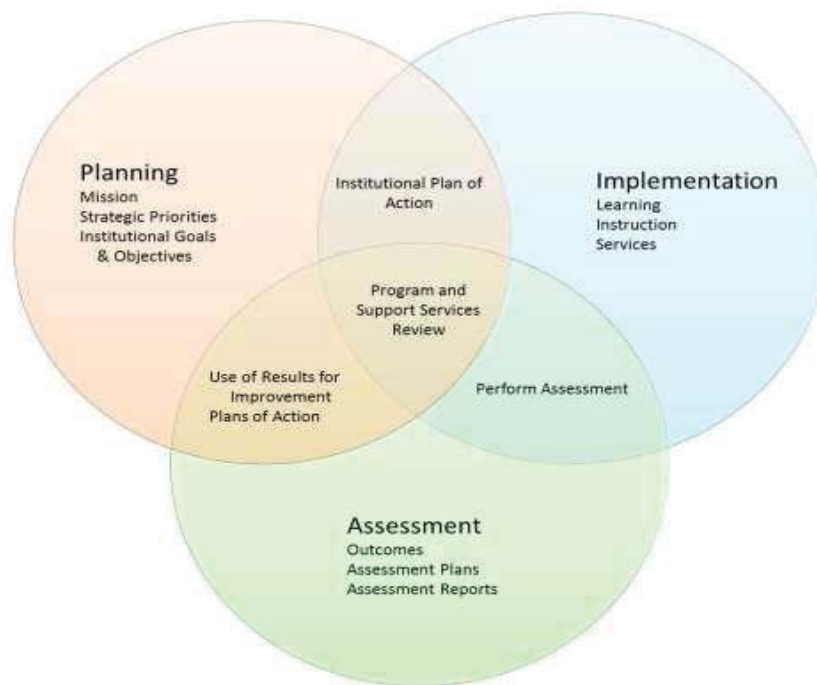 Planning
Mission
Strategic Priorities
Institutional Goals
& Objectives
Institutional Plan of
Action
Implementation
Learning
Instruction
Services
Program and
Support Services
Review
Use of Results for
Improvement
Plans of Action
Perform Assessment
Assessment
Outcomes
Assessment Plans
Assessment Reports